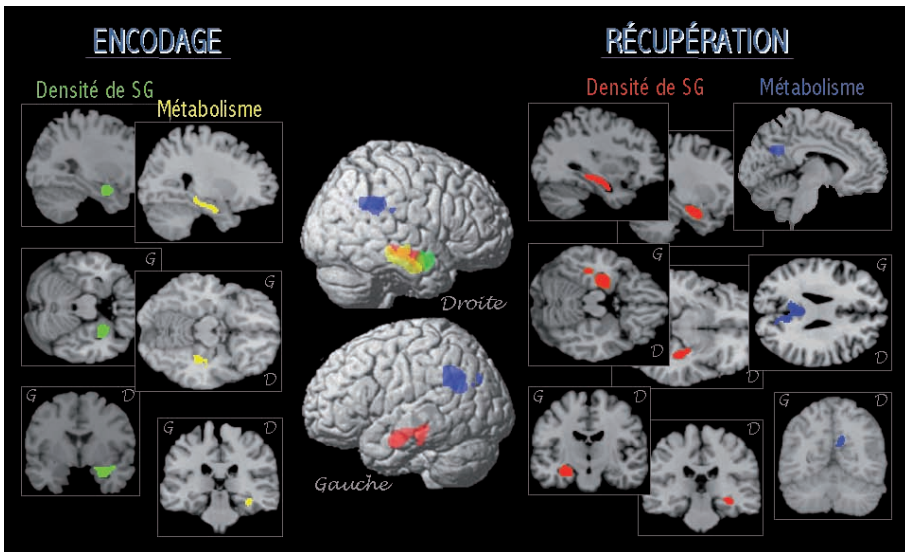 ENCODAGE
Densité de SG
Métabolisme
G
G
D
D
G
D
G
D
Droite
Gauche
RÉCUPÉRATION
Densité de SG
Métabolisme
G
G
D
D
G
D
G
D
G
D